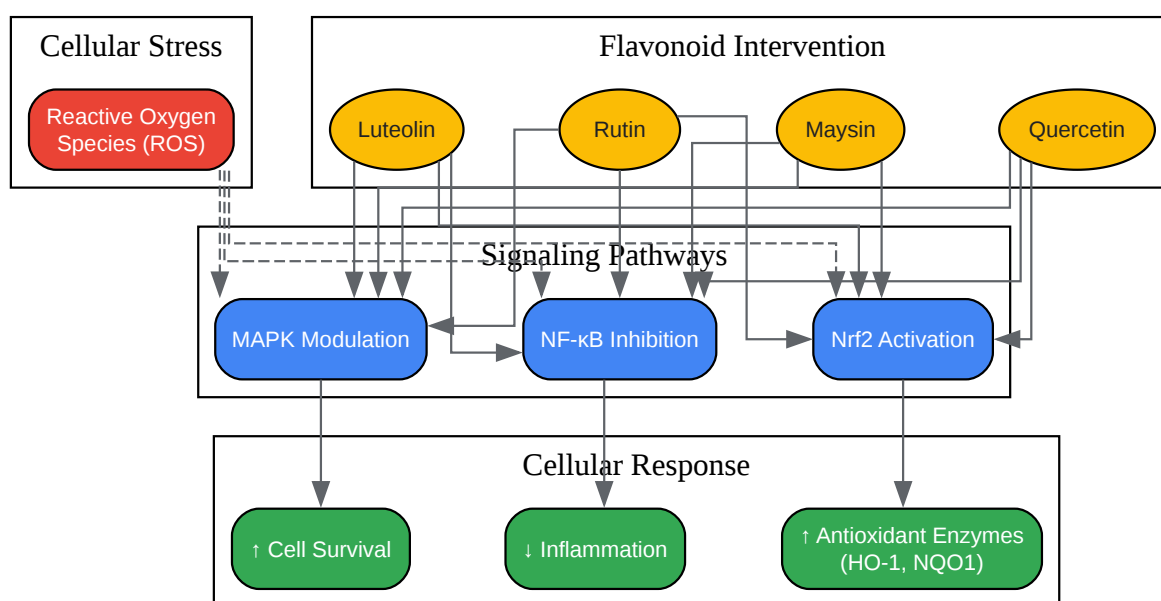 Cellular Stress
Flavonoid Intervention
Reactive Oxygen
Species (ROS)
Luteolin
Rutin
Maysin
Quercetin
Signaling Pathways
MAPK Modulation
NF-κB Inhibition
Nrf2 Activation
Cellular Response
↑ Cell Survival
↓ Inflammation
↑ Antioxidant Enzymes
(HO-1, NQO1)